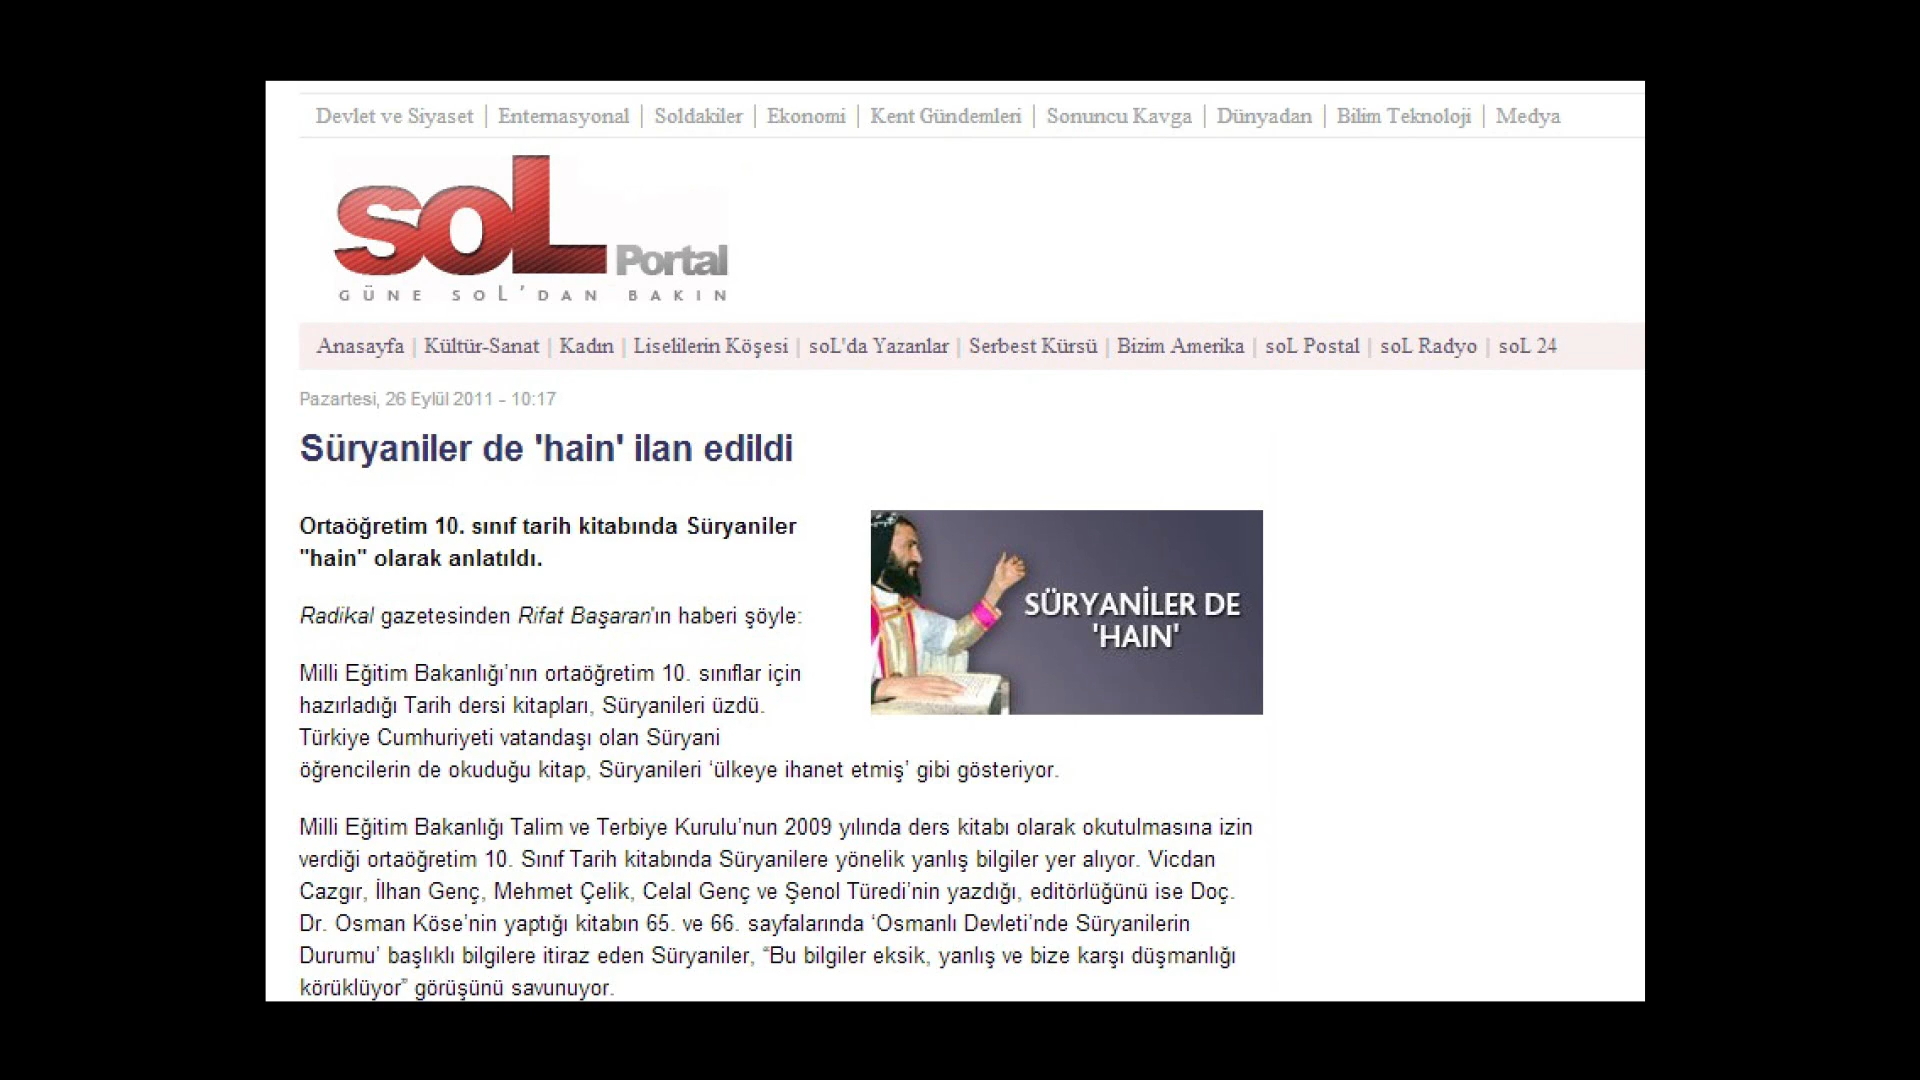 Devlet ve Siyaset | Enternasyonal | Soldakiler | Ekonomi | Kent Gündemleri | Sonuncu Kavga | Dünyadan | Bilim Teknoloji | Medya
soL Portal
GÜNE SoL'DAN BAKIN
Anasayfa | Kültür-Sanat | Kadın | Liselilerin Köşesi | soL'da Yazanlar | Serbest Kürsü | Bizim Amerika | soL Postal | soL Radyo | soL 24
Pazartesi, 26 Eylül 2011 - 10:17
Süryaniler de 'hain' ilan edildi
Ortaöğretim 10. sınıf tarih kitabında Süryaniler
"hain" olarak anlatıldı.
SÜRYANİLER DE
'HAIN'
Radikal gazetesinden Rifat Başaran'ın haberi şöyle:
Milli Eğitim Bakanlığı’nın ortaöğretim 10. sınıflar için
hazırladığı Tarih dersi kitapları, Süryanileri üzdü.
Türkiye Cumhuriyeti vatandaşı olan Süryani
öğrencilerin de okuduğu kitap, Süryanileri ‘ülkeye ihanet etmiş’ gibi gösteriyor.
Milli Eğitim Bakanlığı Talim ve Terbiye Kurulu’nun 2009 yılında ders kitabı olarak okutulmasına izin
verdiği ortaöğretim 10. Sınıf Tarih kitabında Süryanilere yönelik yanlış bilgiler yer alıyor. Vicdan
Cazgır, İlhan Genç, Mehmet Çelik, Celal Genç ve Şenol Türedi’nin yazdığı, editörlüğünü ise Doç.
Dr. Osman Köse’nin yaptığı kitabın 65. ve 66. sayfalarında ‘Osmanlı Devleti’nde Süryanilerin
Durumu’ başlıklı bilgilere itiraz eden Süryaniler, “Bu bilgiler eksik, yanlış ve bize karşı düşmanlığı
körüklüyor” görüşünü savunuyor.